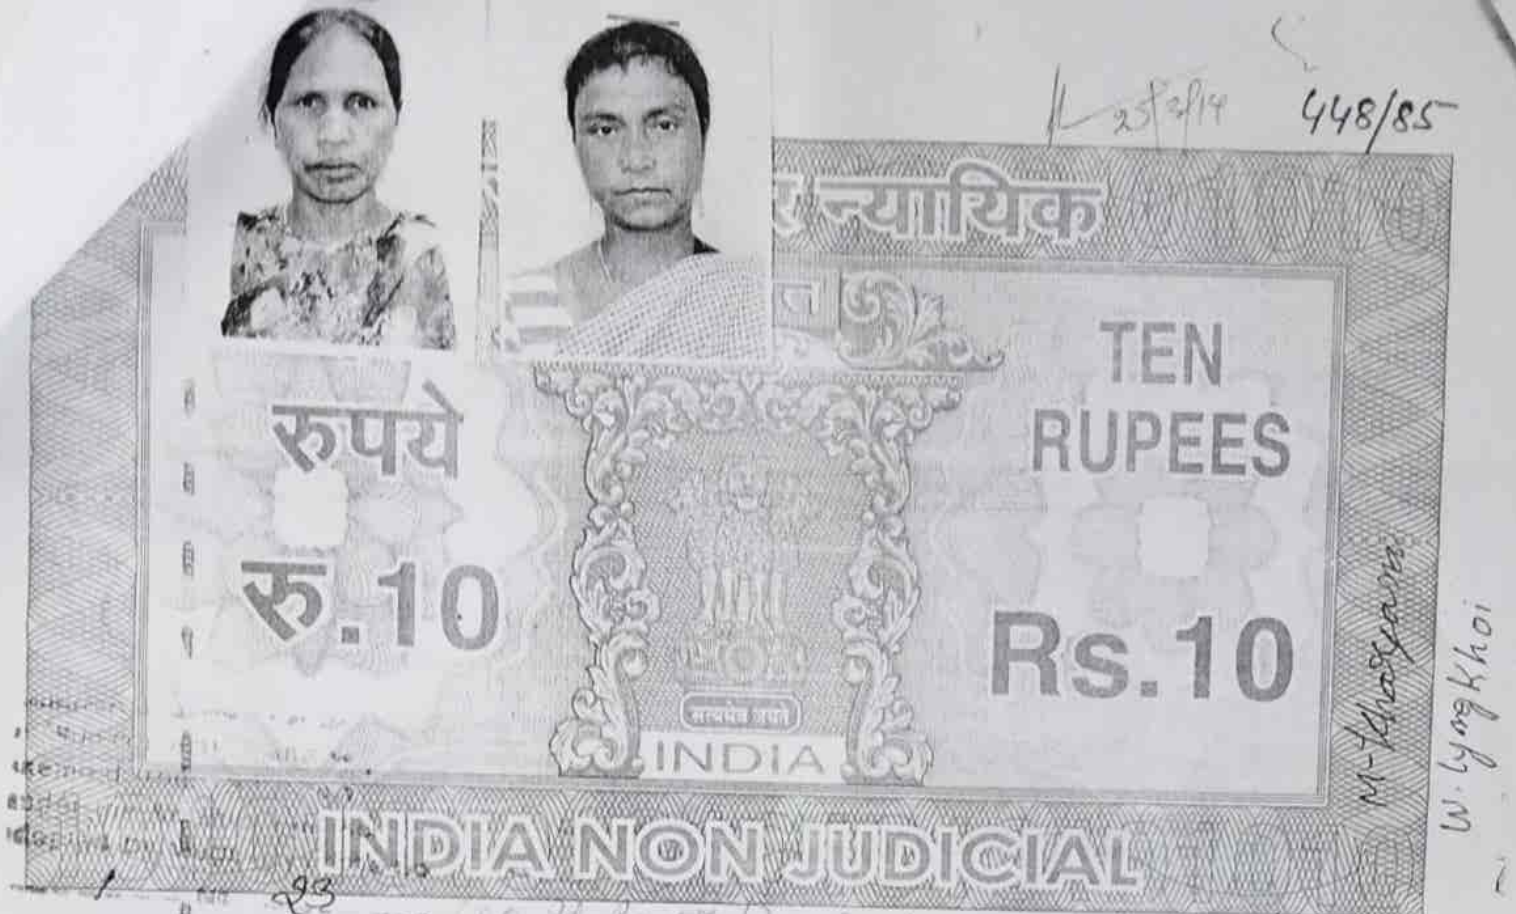 25/3/14 448/85
र न्यायिक
त
TEN
RUPEES
रुपये
रु.10
Rs.10
सत्यमेव जयते
INDIA
INDIA NON JUDICIAL
23
W. Lyngkhoi